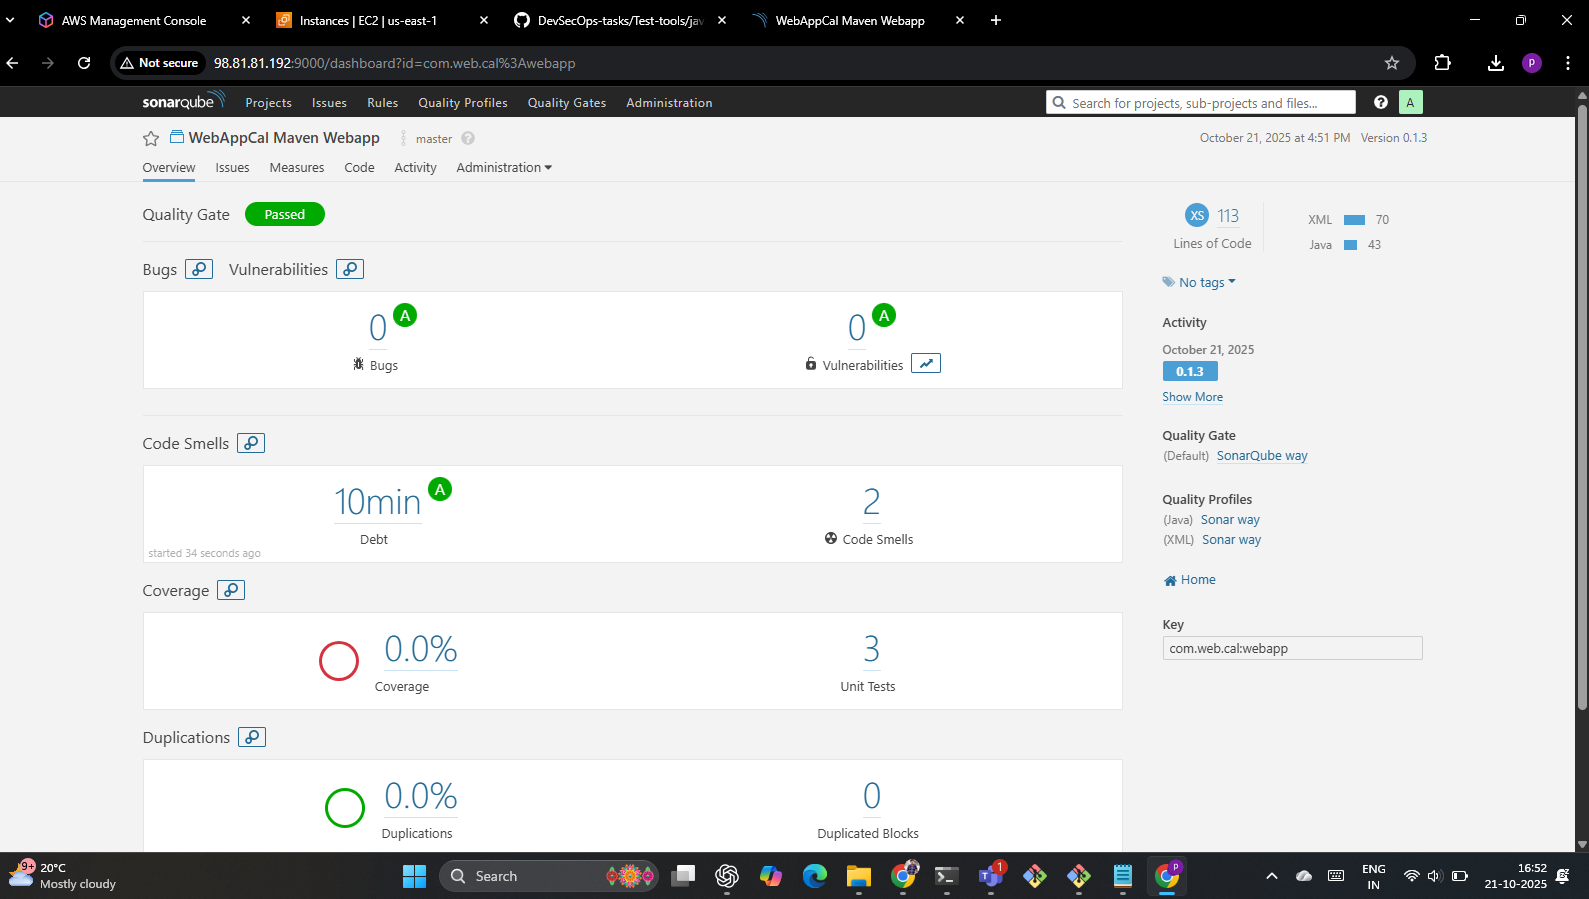 AWS Management Console
Instances | EC2 | us-east-1
DevSecOps-tasks/Test-tools/jav
WebAppCal Maven Webapp
Not secure
98.81.81.192:9000/dashboard?id=com.web.cal%3Awebapp
p
sonarqube Projects Issues Rules Quality Profiles Quality Gates Administration
Search for projects, sub-projects and files...
? A
WebAppCal Maven Webapp master ?
October 21, 2025 at 4:51 PM Version 0.1.3
Overview Issues Measures Code Activity Administration
Quality Gate Passed
Bugs Vulnerabilities
0 A
Bugs
0 A
Vulnerabilities
Code Smells
10min A
Debt
started 34 seconds ago
2
Code Smells
Coverage
0.0%
Coverage
3
Unit Tests
Duplications
0.0%
Duplications
0
Duplicated Blocks
XS 113
Lines of Code
XML 70
Java 43
No tags
Activity
October 21, 2025
0.1.3
Show More
Quality Gate
(Default) SonarQube way
Quality Profiles
(Java) Sonar way
(XML) Sonar way
Home
Key
com.web.cal:webapp
9+
20°C
Mostly cloudy
Search
1
P
ENG
IN
16:52
21-10-2025